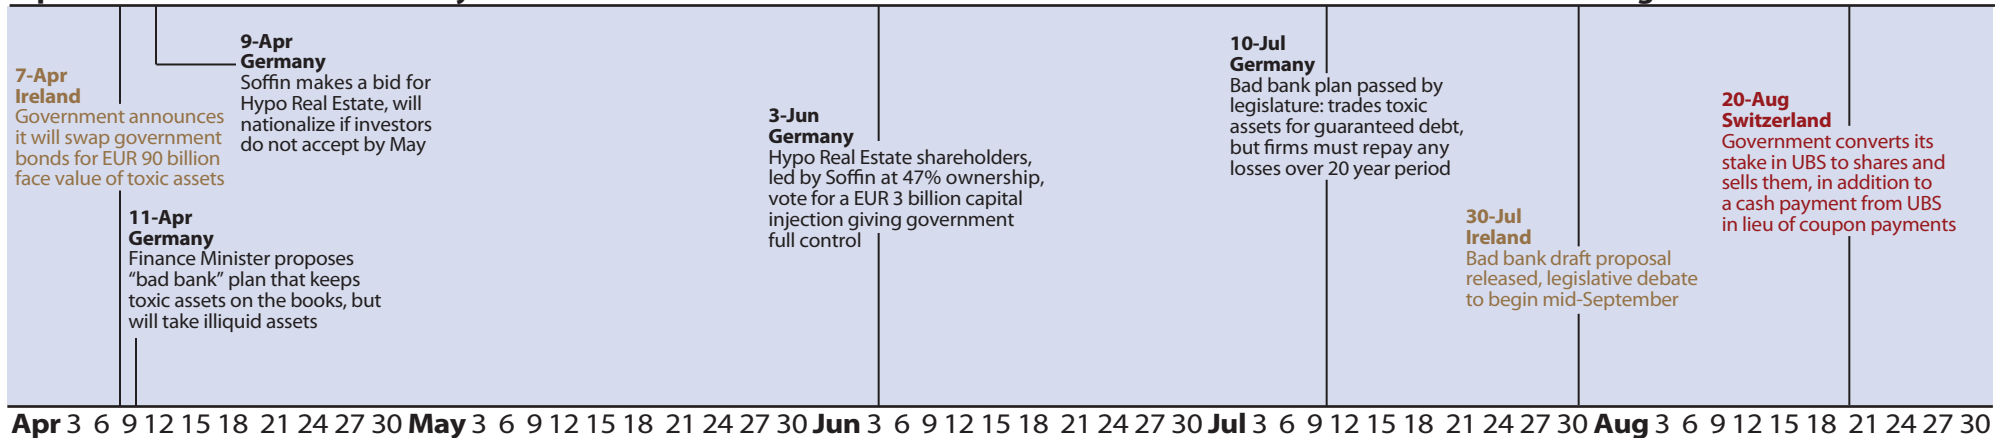 9-Apr
Germany
Soffin makes a bid for
Hypo Real Estate, will
nationalize if investors
do not accept by May
7-Apr
Ireland
Government announces
it will swap government
bonds for EUR 90 billion
face value of toxic assets
11-Apr
Germany
Finance Minister proposes
“bad bank” plan that keeps
toxic assets on the books, but
will take illiquid assets
3-Jun
Germany
Hypo Real Estate shareholders,
led by Soffin at 47% ownership,
vote for a EUR 3 billion capital
injection giving government
full control
10-Jul
Germany
Bad bank plan passed by
legislature: trades toxic
assets for guaranteed debt,
but firms must repay any
losses over 20 year period
30-Jul
Ireland
Bad bank draft proposal
released, legislative debate
to begin mid-September
20-Aug
Switzerland
Government converts its
stake in UBS to shares and
sells them, in addition to
a cash payment from UBS
in lieu of coupon payments
Apr 3 6 9 12 15 18 21 24 27 30 May 3 6 9 12 15 18 21 24 27 30 Jun 3 6 9 12 15 18 21 24 27 30 Jul 3 6 9 12 15 18 21 24 27 30 Aug 3 6 9 12 15 18 21 24 27 30